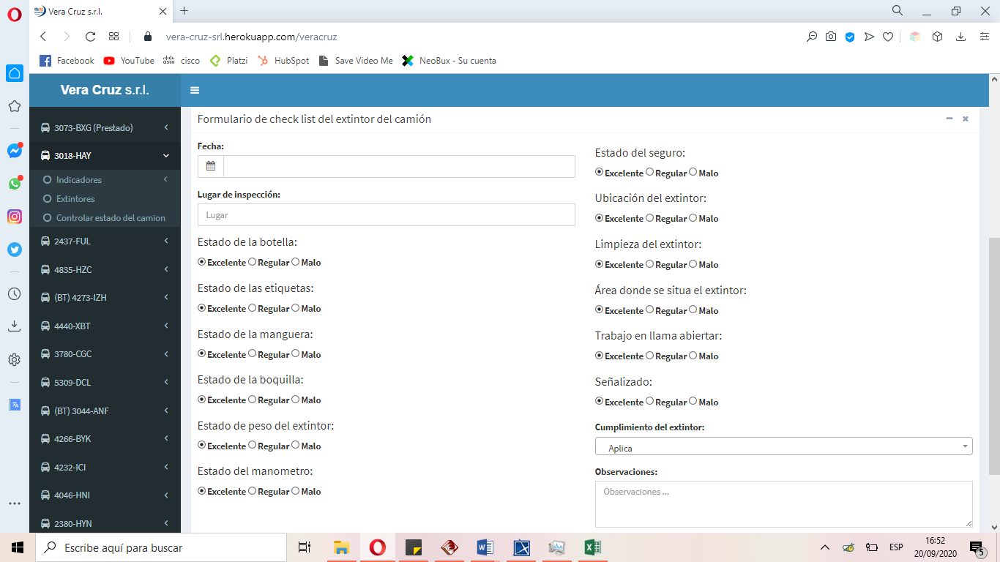 Vera Cruz s.r.l.
vera-cruz-srl.herokuapp.com/veracruz
Facebook
YouTube
cisco
Platzi
HubSpot
Save Video Me
NeoBux - Su cuenta
Vera Cruz s.r.l.
3073-BXG (Prestado)
3018-HAY
Indicadores
Extintores
Controlar estado del camion
2437-FUL
4835-HZC
(BT) 4273-IZH
4440-XBT
3780-CGC
5309-DCL
(BT) 3044-ANF
4266-BYK
4232-ICI
4046-HNI
2380-HYN
Formulario de check list del extintor del camión
Fecha:
Lugar de inspección:
Lugar
Estado de la botella:
Excelente Regular Malo
Estado de las etiquetas:
Excelente Regular Malo
Estado de la manguera:
Excelente Regular Malo
Estado de la boquilla:
Excelente Regular Malo
Estado de peso del extintor:
Excelente Regular Malo
Estado del manometro:
Excelente Regular Malo
Estado del seguro:
Excelente Regular Malo
Ubicación del extintor:
Excelente Regular Malo
Limpieza del extintor:
Excelente Regular Malo
Área donde se situa el extintor:
Excelente Regular Malo
Trabajo en llama abiertar:
Excelente Regular Malo
Señalizado:
Excelente Regular Malo
Cumplimiento del extintor:
Aplica
Observaciones:
Observaciones ...
Escribe aquí para buscar
ESP
16:52
20/09/2020
5